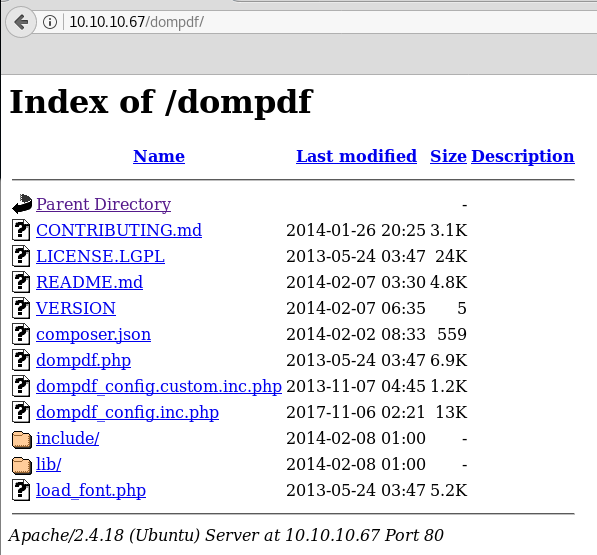 10.10.10.67/dompdf/
Index of /dompdf
Name Last modified Size Description
Parent Directory -
CONTRIBUTING.md 2014-01-26 20:25 3.1K
LICENSE.LGPL 2013-05-24 03:47 24K
README.md 2014-02-07 03:30 4.8K
VERSION 2014-02-07 06:35 5
composer.json 2014-02-02 08:33 559
dompdf.php 2013-05-24 03:47 6.9K
dompdf_config.custom.inc.php 2013-11-07 04:45 1.2K
dompdf_config.inc.php 2017-11-06 02:21 13K
include/ 2014-02-08 01:00 -
lib/ 2014-02-08 01:00 -
load_font.php 2013-05-24 03:47 5.2K
Apache/2.4.18 (Ubuntu) Server at 10.10.10.67 Port 80